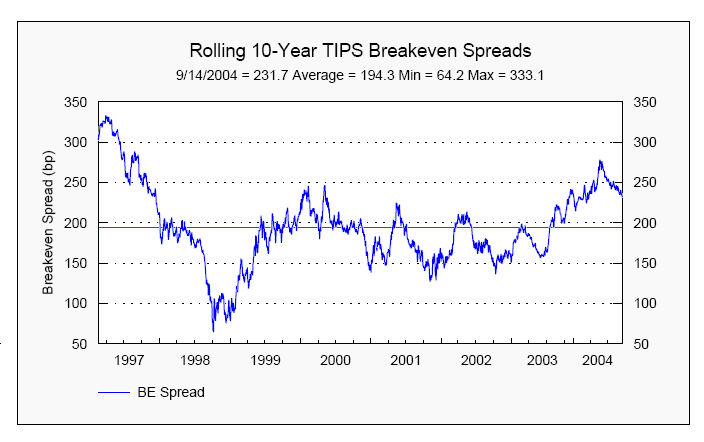 Rolling 10-Year TIPS Breakeven Spreads
9/14/2004 = 231.7 Average = 194.3 Min = 64.2 Max = 333.1
350 350
300 300
250 250
200 200
150 150
100 100
50 50
Breakeven Spread (bp)
1997 1998 1999 2000 2001 2002 2003 2004
BE Spread